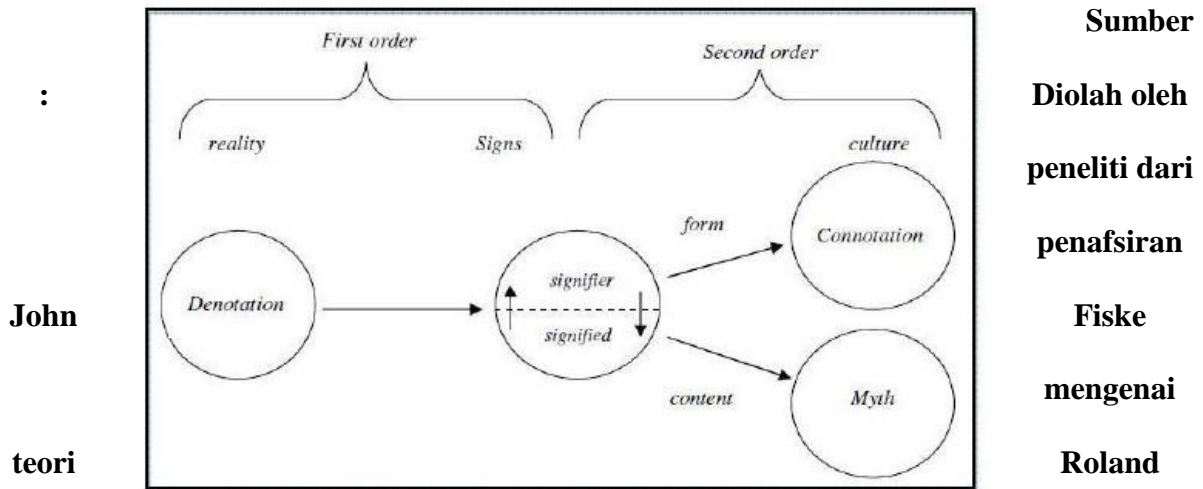 Sumber
:
Diolah oleh
peneliti dari
penafsiran
John
Fiske
mengenai
teori
Roland
First order
Second order
reality
Signs
culture
form
Connotation
Denotation
signifier
signified
content
Myth